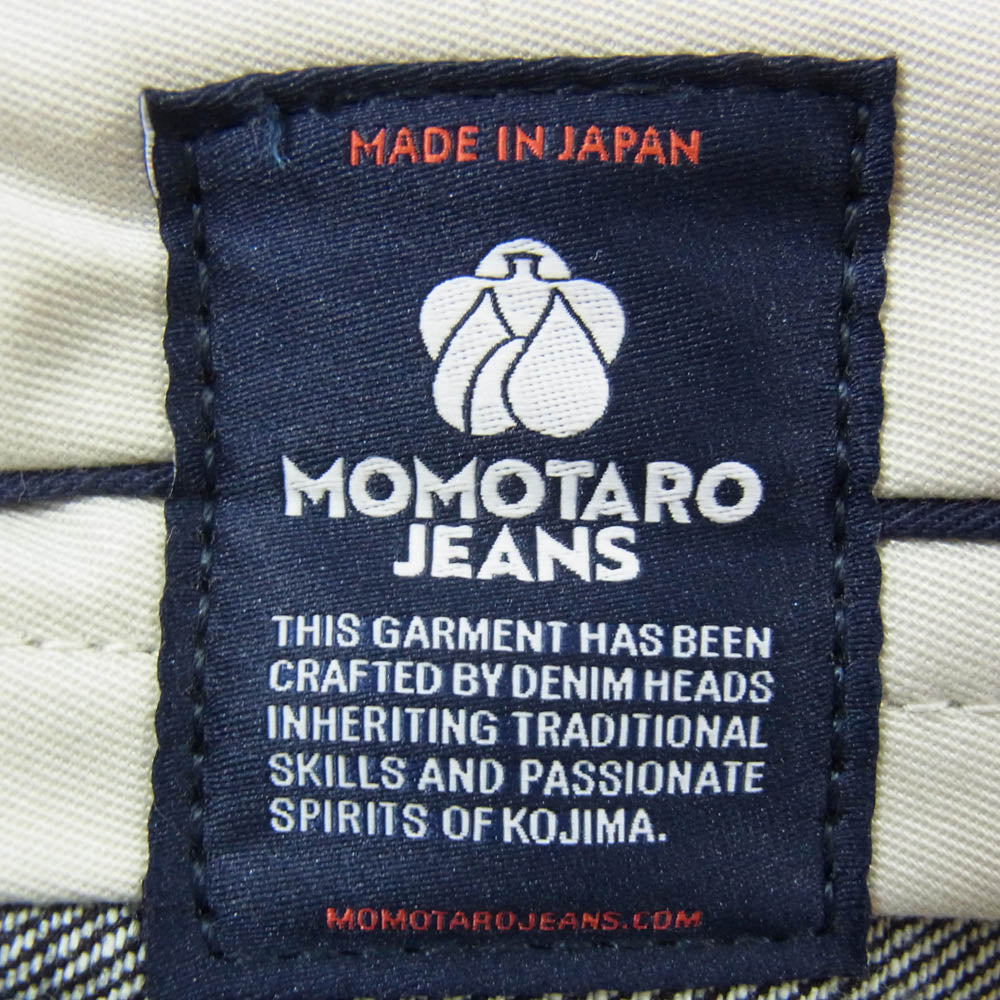 MADE IN JAPAN
MOMOTARO
JEANS
THIS GARMENT HAS BEEN
CRAFTED BY DENIM HEADS
INHERITING TRADITIONAL
SKILLS AND PASSIONATE
SPIRITS OF KOJIMA.
MOMOTAROJEANS.COM